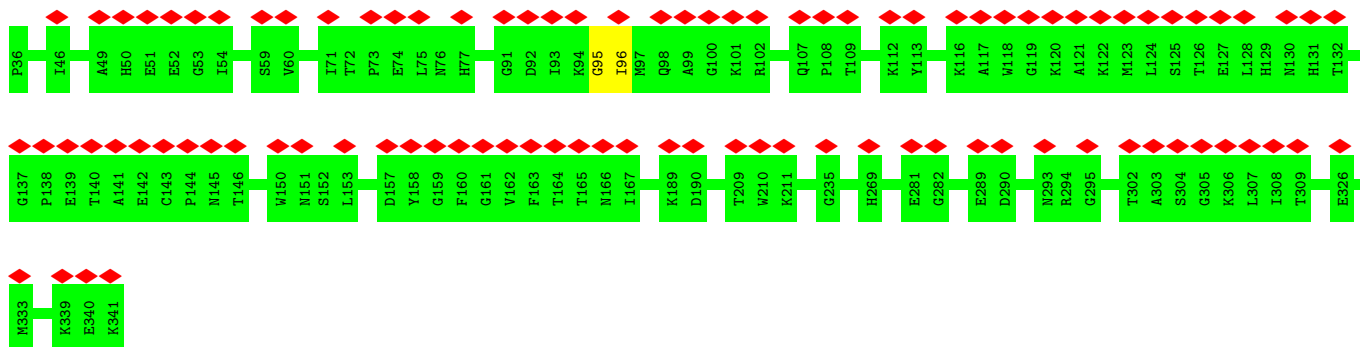 P36 I46 A49 H50 E51 E52 G53 I54 S59 V60 I71 T72 P73 E74 L75 N76 H77 G91 D92 I93 K94 G95 I96 M97 Q98 A99 G100 K101 R102 Q107 P108 T109 K112 Y113 K116 A117 W118 G119 K120 A121 K122 M123 L124 S125 T126 E127 L128 H129 N130 H131 T132
G137 P138 E139 T140 A141 E142 C143 P144 N145 T146 W150 N151 S152 L153 D157 Y158 G159 F160 G161 V162 F163 T164 T165 N166 I167 K189 D190 T209 W210 K211 G235 H269 E281 G282 E289 D290 N293 R294 G295 T302 A303 S304 G305 K306 L307 I308 T309 E326
M333 K339 E340 K341